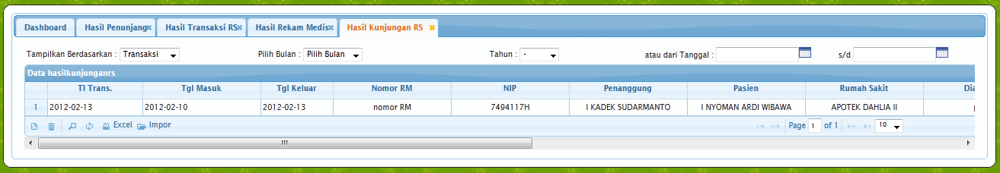 Dashboard Hasil Penunjang Hasil Transaksi RS Hasil Rekam Medis Hasil Kunjungan RS
Tampilkan Berdasarkan : Transaksi Pilih Bulan : Pilih Bulan Tahun : - atau dari Tanggal : s/d
Data hasilkunjunganrs
Tl Trans. Tgl Masuk Tgl Keluar Nomor RM NIP Penanggung Pasien Rumah Sakit Dia
1 2012-02-13 2012-02-10 2012-02-13 nomor RM 7494117H I KADEK SUDARMANTO I NYOMAN ARDI WIBAWA APOTEK DAHLIA II
Excel Impor Page 1 of 1 10